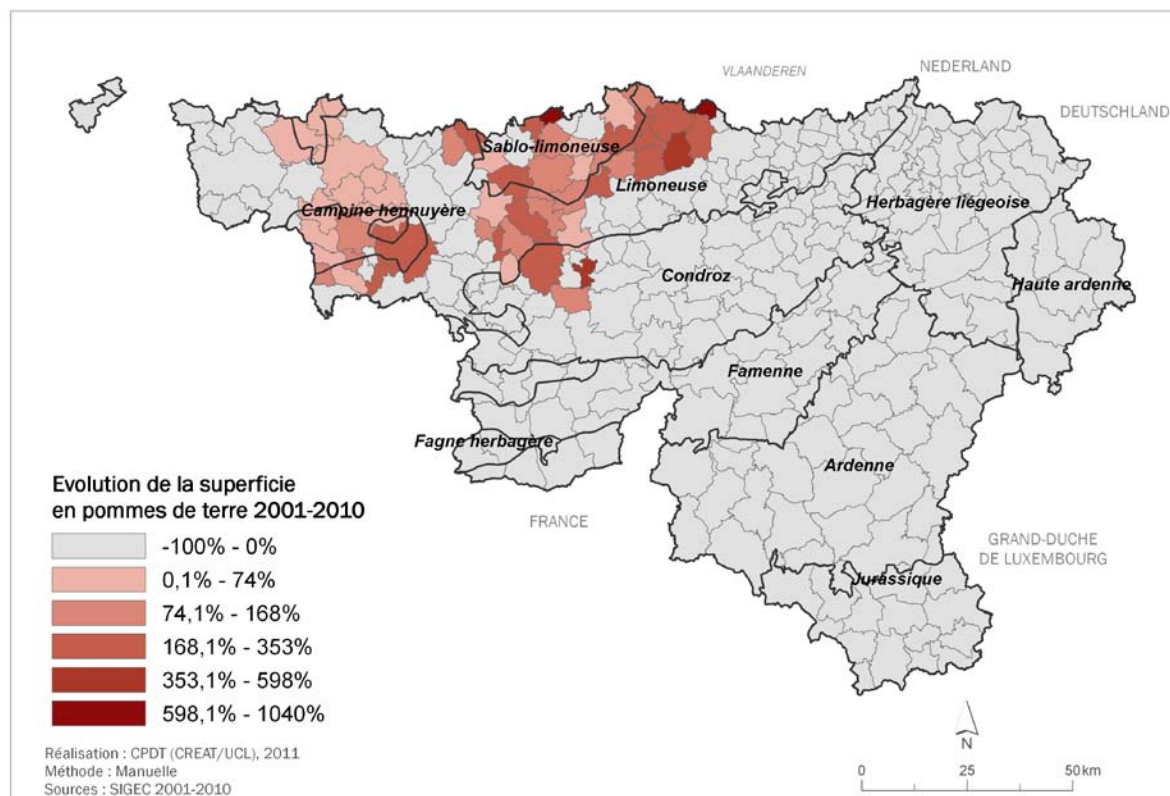 VLAANDEREN
NEDERLAND
DEUTSCHLAND
Sablo-limoneuse
Limoneuse
Herbagère liégeoise
Campine hennuyère
Condroz
Haute ardenne
Famenne
Fagne herbagère
Ardenne
FRANCE
GRAND-DUCHE
DE LUXEMBOURG
Jurassique
Evolution de la superficie
en pommes de terre 2001-2010
-100% - 0%
0,1% - 74%
74,1% - 168%
168,1% - 353%
353,1% - 598%
598,1% - 1040%
Réalisation : CPDT (CREAT/UCL), 2011
Méthode : Manuelle
Sources : SIGEC 2001-2010
N
0 25 50 km